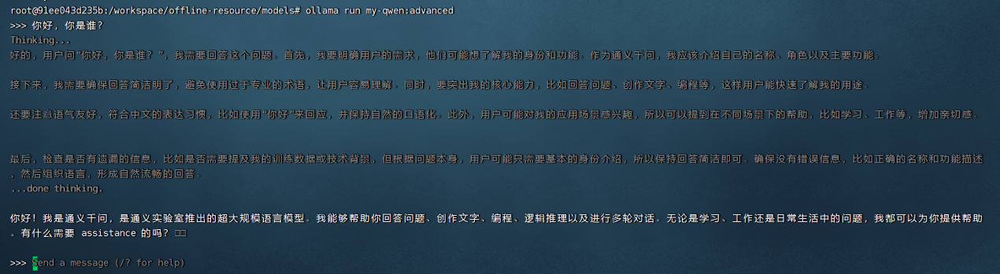 root@91ee043d235b:/workspace/offline-resource/models# ollama run my-qwen:advanced
>>> 你好，你是谁？
Thinking...
好的，用户问“你好，你是谁？”，我需要回答这个问题。首先，我要明确用户的需求，他们可能想了解我的身份和功能。作为通义千问，我应该介绍自己的名称、角色以及主要功能。
接下来，我需要确保回答简洁明了，避免使用过于专业的术语，让用户容易理解。同时，要突出我的核心能力，比如回答问题、创作文字、编程等，这样用户能快速了解我的用途。
还要注意语气友好，符合中文的表达习惯，比如使用“你好”来回应，并保持自然的口语化。此外，用户可能对我的应用场景感兴趣，所以可以提到在不同场景下的帮助，比如学习、工作等，增加亲切感。
最后，检查是否有遗漏的信息，比如是否需要提及我的训练数据或技术背景，但根据问题本身，用户可能只需要基本的身份介绍，所以保持回答简洁即可。确保没有错误信息，比如正确的名称和功能描述
，然后组织语言，形成自然流畅的回答。
...done thinking.
你好！我是通义千问，是通义实验室推出的超大规模语言模型。我能够帮助你回答问题、创作文字、编程、逻辑推理以及进行多轮对话。无论是学习、工作还是日常生活中的问题，我都可以为你提供帮助
。有什么需要 assistance 的吗？
>>> Send a message (/? for help)